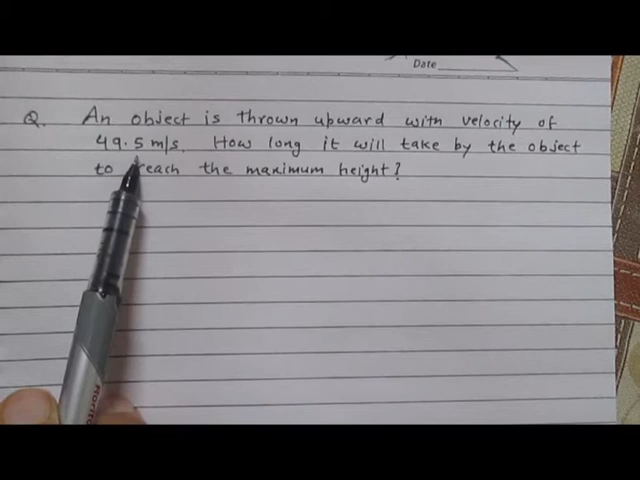 Date
Q. An object is thrown upward with velocity of
49.5 m/s. How long it will take by the object
to reach the maximum height?